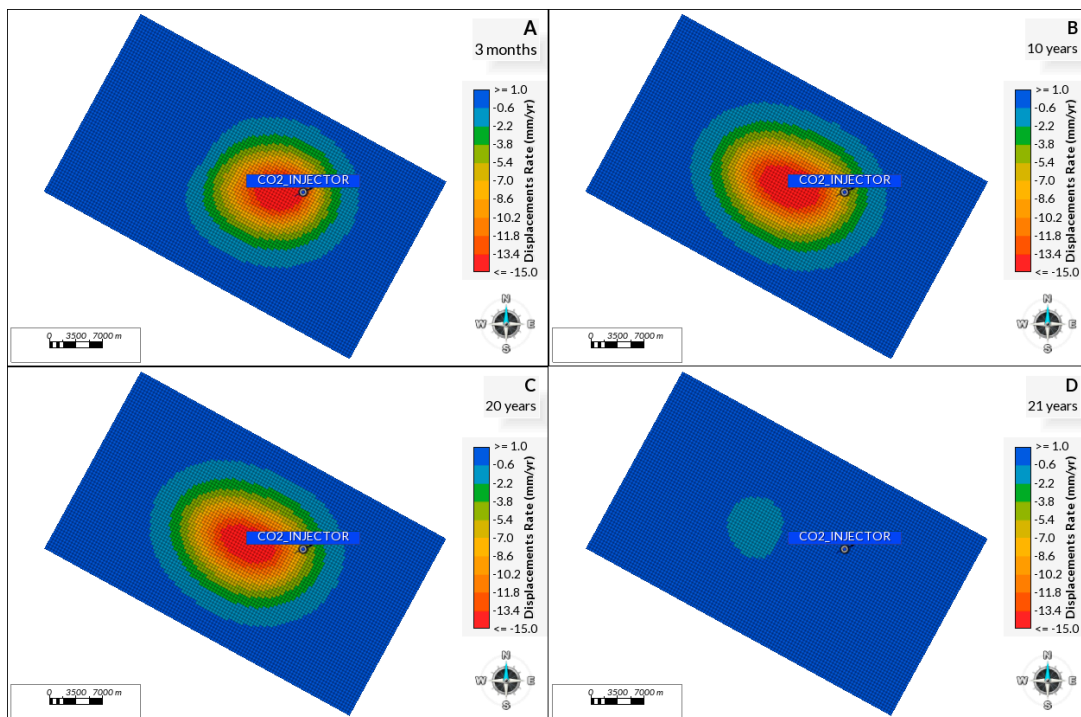 A
3 months
>= 1.0
-0.6
-2.2
-3.8
-5.4
-7.0
-8.6
-10.2
-11.8
-13.4
<= -15.0
Displacements Rate (mm/yr)
CO2_INJECTOR
N
W E
S
0 3500 7000 m
B
10 years
>= 1.0
-0.6
-2.2
-3.8
-5.4
-7.0
-8.6
-10.2
-11.8
-13.4
<= -15.0
Displacements Rate (mm/yr)
CO2_INJECTOR
N
W E
S
0 3500 7000 m
C
20 years
>= 1.0
-0.6
-2.2
-3.8
-5.4
-7.0
-8.6
-10.2
-11.8
-13.4
<= -15.0
Displacements Rate (mm/yr)
CO2_INJECTOR
N
W E
S
0 3500 7000 m
D
21 years
>= 1.0
-0.6
-2.2
-3.8
-5.4
-7.0
-8.6
-10.2
-11.8
-13.4
<= -15.0
Displacements Rate (mm/yr)
CO2_INJECTOR
N
W E
S
0 3500 7000 m